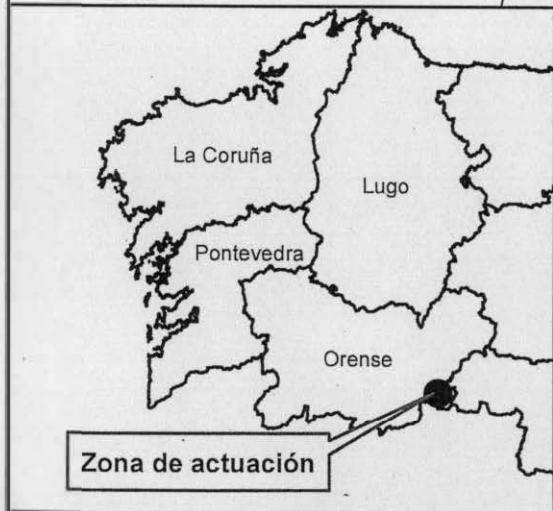 La Coruña
Lugo
Pontevedra
Orense
Zona de actuación